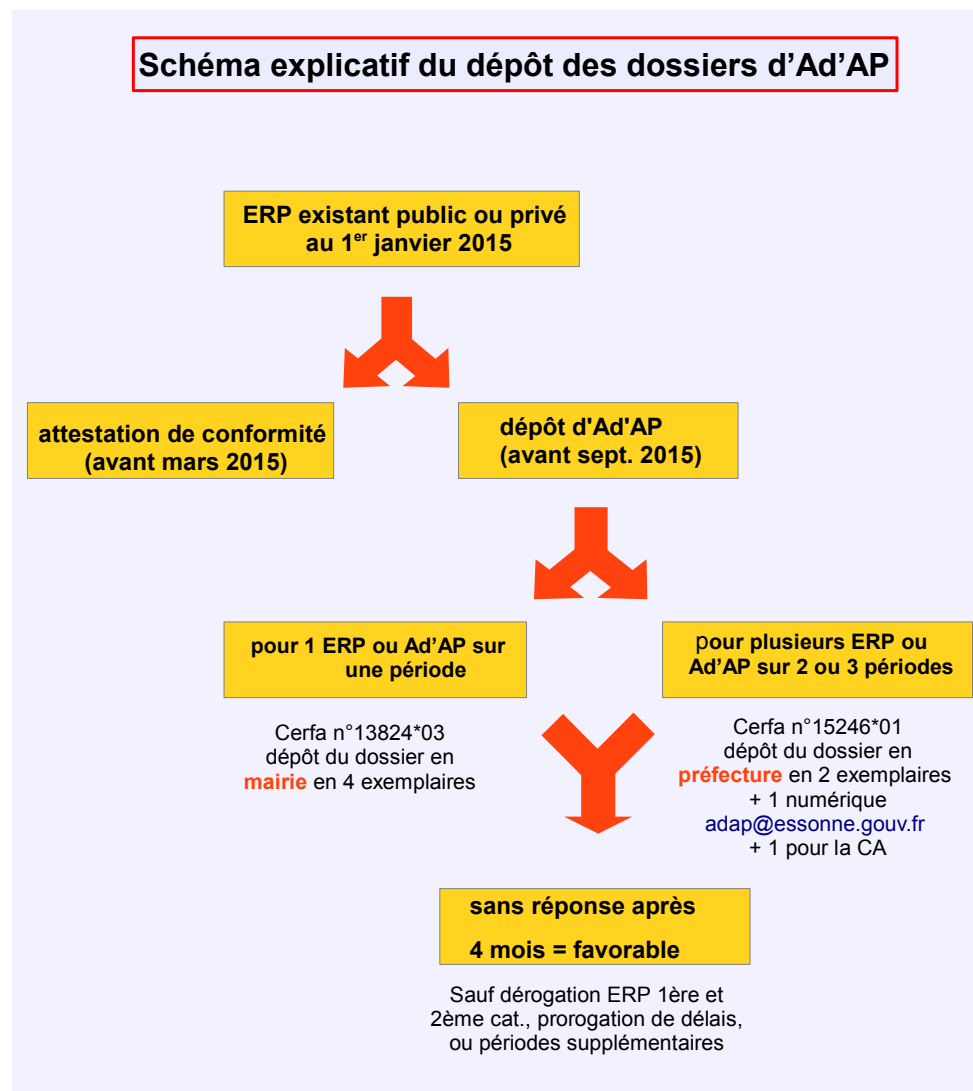 Schéma explicatif du dépôt des dossiers d’Ad’AP
ERP existant public ou privé
au 1er janvier 2015
attestation de conformité
(avant mars 2015)
dépôt d'Ad'AP
(avant sept. 2015)
pour 1 ERP ou Ad’AP sur
une période
Cerfa n°13824*03
dépôt du dossier en
mairie en 4 exemplaires
pour plusieurs ERP ou
Ad’AP sur 2 ou 3 périodes
Cerfa n°15246*01
dépôt du dossier en
préfecture en 2 exemplaires
+ 1 numérique
adap@essonne.gouv.fr
+ 1 pour la CA
sans réponse après
4 mois = favorable
Sauf dérogation ERP 1ère et
2ème cat., prorogation de délais,
ou périodes supplémentaires